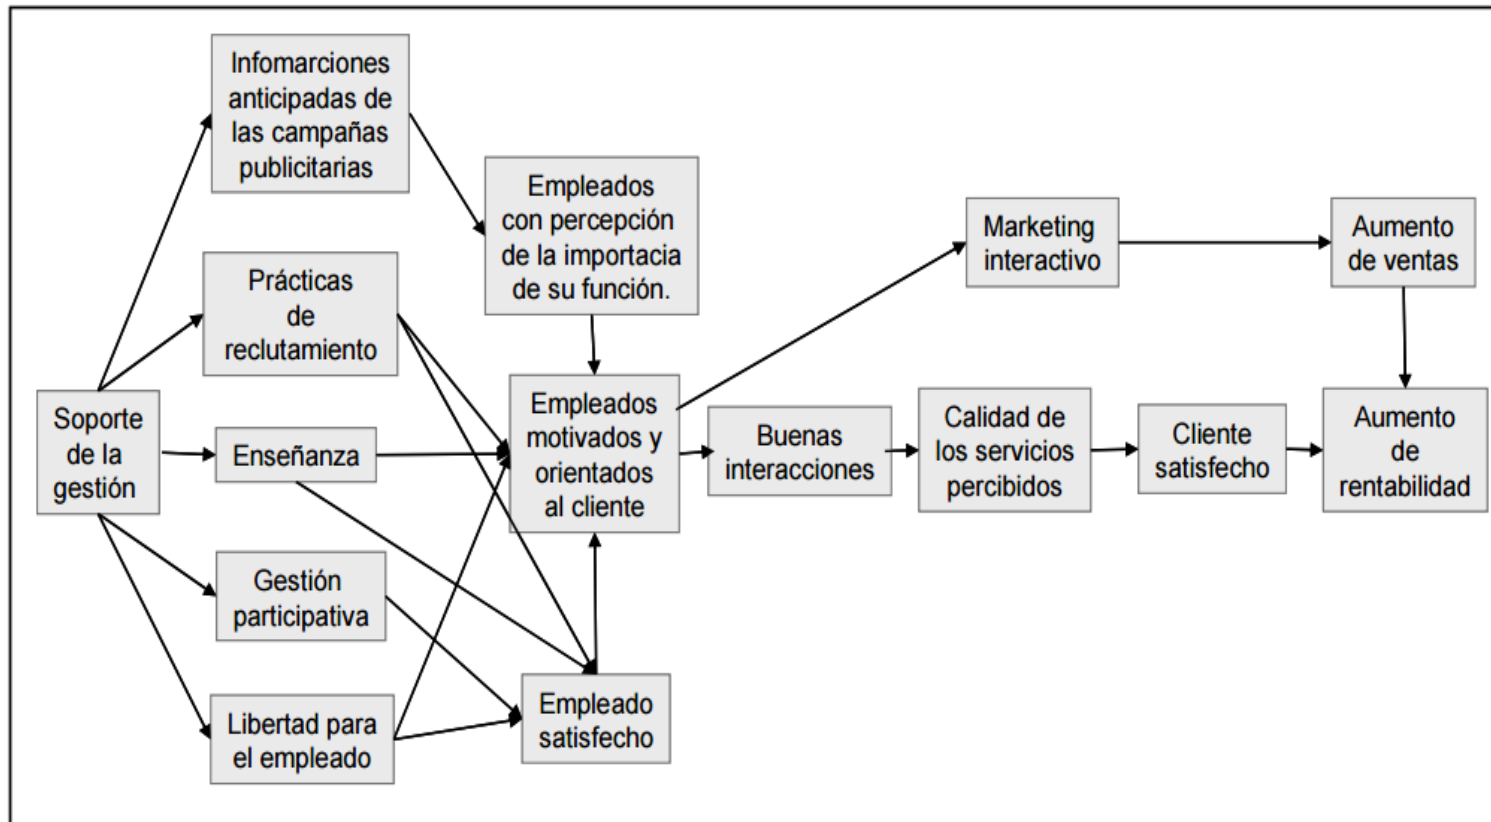 Infomarciones
anticipadas de
las campañas
publicitarias
Empleados
con percepción
de la importacia
de su función.
Marketing
interactivo
Aumento
de ventas
Prácticas
de
reclutamiento
Soporte
de la
gestión
Enseñanza
Empleados
motivados y
orientados
al cliente
Buenas
interacciones
Calidad de
los servicios
percibidos
Cliente
satisfecho
Aumento
de
rentabilidad
Gestión
participativa
Libertad para
el empleado
Empleado
satisfecho